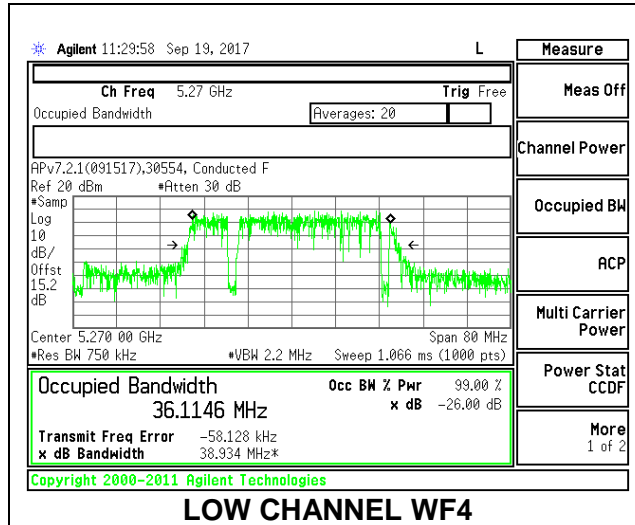 Agilent 11:29:58 Sep 19, 2017 L
Measure
Ch Freq 5.27 GHz Trig Free
Occupied Bandwidth Averages: 20
Meas Off
Channel Power
Occupied BW
ACP
Multi Carrier
Power
Power Stat
CCDF
More
1 of 2
APv7.2.1(091517),30554, Conducted F
Ref 20 dBm #Atten 30 dB
#Samp
Log
10
dB/
Offst
15.2
dB
Center 5.270 00 GHz Span 80 MHz
#Res BW 750 kHz #VBW 2.2 MHz Sweep 1.066 ms (1000 pts)
Occupied Bandwidth Occ BW % Pwr 99.00 %
36.1146 MHz x dB -26.00 dB
Transmit Freq Error -58.128 kHz
x dB Bandwidth 38.934 MHz*
Copyright 2000-2011 Agilent Technologies
LOW CHANNEL WF4